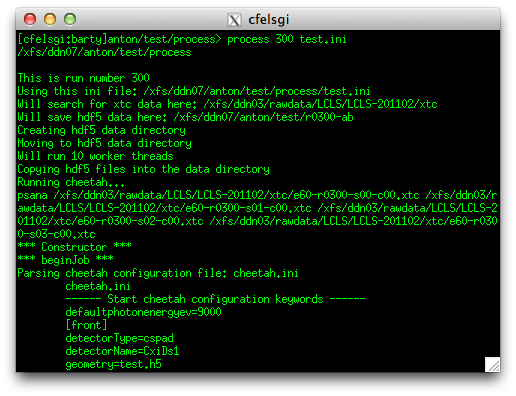 cfelsgi
[cfelsgi:barty]anton/test/process> process 300 test.ini
/xfs/ddn07/anton/test/process
This is run number 300
Using this ini file: /xfs/ddn07/anton/test/process/test.ini
Will search for xtc data here: /xfs/ddn03/rawdata/LCLS/LCLS-201102/xtc
Will save hdf5 data here: /xfs/ddn07/anton/test/r0300-ab
Creating hdf5 data directory
Moving to hdf5 data directory
Will run 10 worker threads
Copying hdf5 files into the data directory
Running cheetah...
psana /xfs/ddn03/rawdata/LCLS/LCLS-201102/xtc/e60-r0300-s00-c00.xtc /xfs/ddn03/r
awdata/LCLS/LCLS-201102/xtc/e60-r0300-s01-c00.xtc /xfs/ddn03/rawdata/LCLS/LCLS-2
01102/xtc/e60-r0300-s02-c00.xtc /xfs/ddn03/rawdata/LCLS/LCLS-201102/xtc/e60-r030
0-s03-c00.xtc
*** Constructor ***
*** beginJob ***
Parsing cheetah configuration file: cheetah.ini
cheetah.ini
------ Start cheetah configuration keywords ------
defaultphotonenergyev=9000
[front]
detectorType=cspad
detectorName=CxiDs1
geometry=test.h5